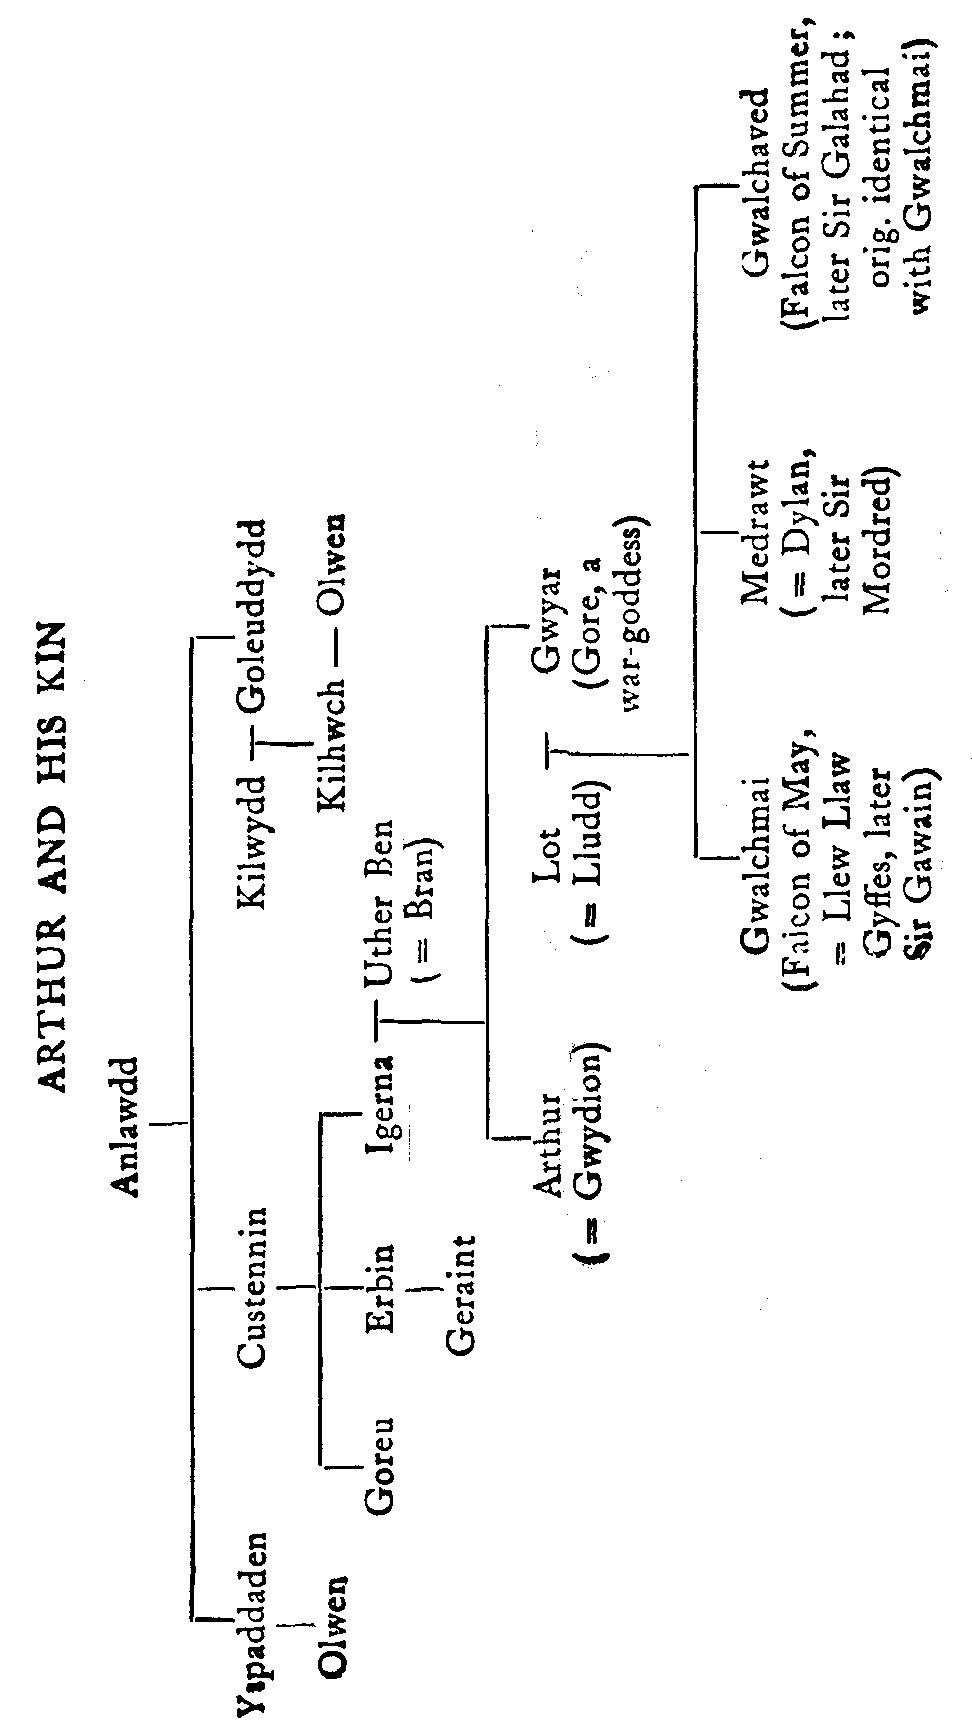 ARTHUR AND HIS KIN
Anlawdd
Yspaddaden
Custennin
Kilwydd — Goleuddydd
Olwen
Kilhwch — Olwen
Goreu
Erbin
Igerna — Uther Ben
(= Bran)
Geraint
Arthur
(= Gwydion)
Lot
(= Lludd)
Gwyar
(Gore, a
war-goddess)
Gwalchmai
(Falcon of May,
= Llew Llaw
Gyffes, later
Sir Gawain)
Medrawt
(= Dylan,
later Sir
Mordred)
Gwalchaved
(Falcon of Summer,
later Sir Galahad;
orig. identical
with Gwalchmai)